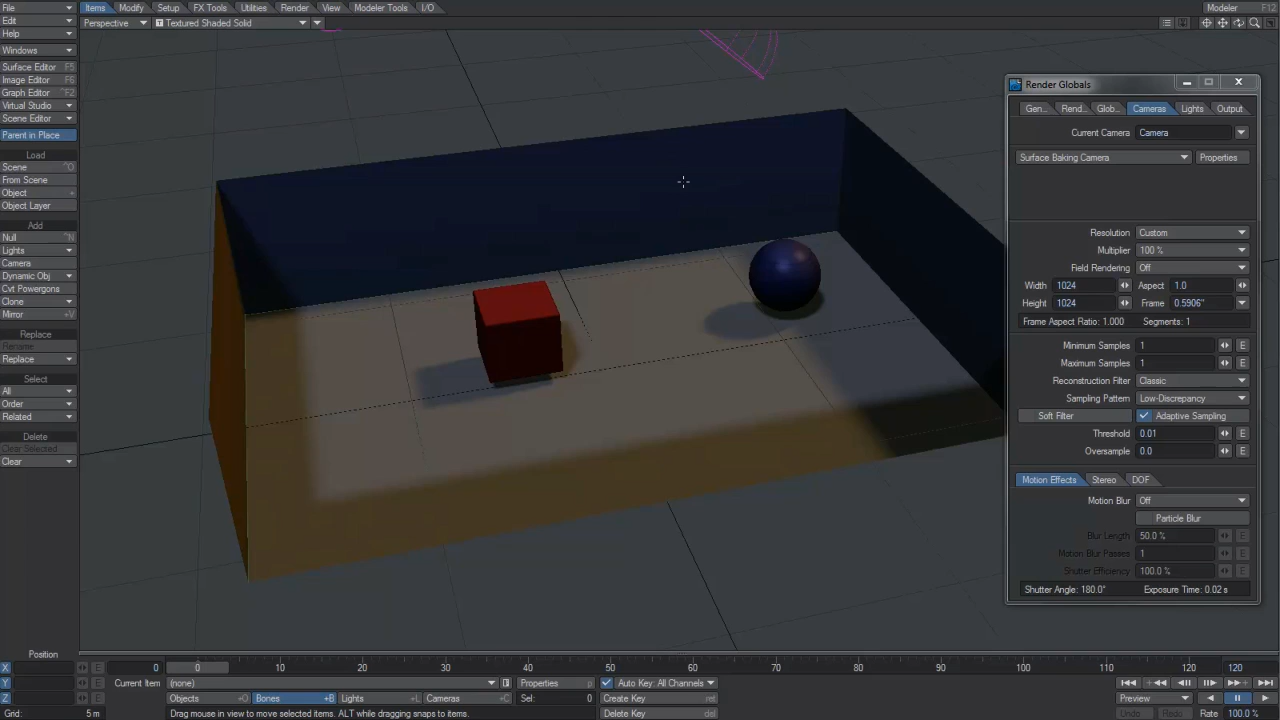 File
Edit
Help
Windows
Surface Editor F5
Image Editor F6
Graph Editor ^F2
Virtual Studio
Scene Editor
Parent in Place
Load
Scene ^O
From Scene
Object +
Object Layer
Add
Null ^N
Lights
Camera
Dynamic Obj
Cvt Powergons
Clone
Mirror +V
Replace
Rename
Replace
Select
All
Order
Related
Delete
Clear Selected
Clear
Items Modify Setup FX Tools Utilities Render View Modeler Tools I/O Modeler F12
Perspective T Textured Shaded Solid
Render Globals
Gen... Rend... Glob... Cameras Lights Output
Current Camera Camera
Surface Baking Camera Properties
Resolution Custom
Multiplier 100 %
Field Rendering Off
Width 1024 Aspect 1.0
Height 1024 Frame 0.5906"
Frame Aspect Ratio: 1.000 Segments: 1
Minimum Samples 1 E
Maximum Samples 1 E
Reconstruction Filter Classic
Sampling Pattern Low-Discrepancy
Soft Filter Adaptive Sampling
Threshold 0.01 E
Oversample 0.0 E
Motion Effects Stereo DOF
Motion Blur Off
Particle Blur
Blur Length 50.0 % E
Motion Blur Passes 1 E
Shutter Efficiency 100.0 % E
Shutter Angle: 180.0° Exposure Time: 0.02 s
Position
X E 0 0 10 20 30 40 50 60 70 80 90 100 110 120 120
Y E Current Item (none) Properties p Auto Key: All Channels
Z E Objects +O Bones +B Lights +L Cameras +C Sel: 0 Create Key ret Preview
Grid: 5 m Drag mouse in view to move selected items. ALT while dragging snaps to items. Delete Key del Undo Redo Rate 100.0 %